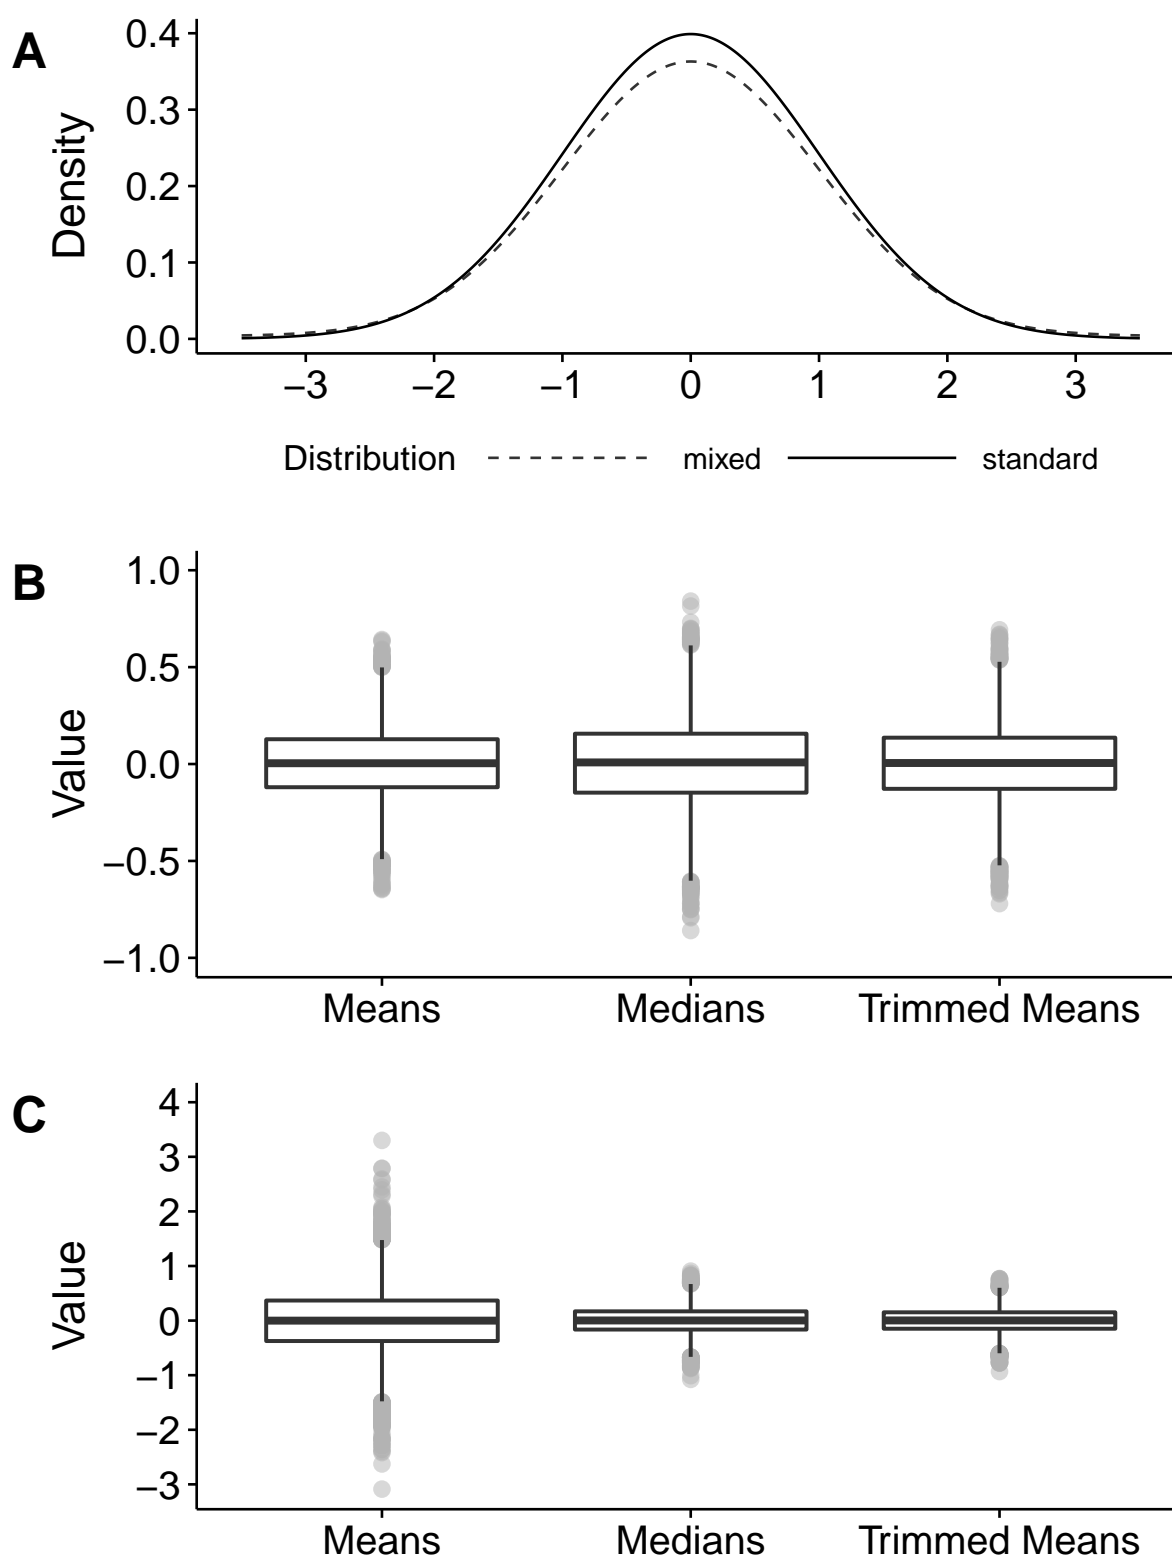 A
Density
0.4
0.3
0.2
0.1
0.0
−3 −2 −1 0 1 2 3
Distribution mixed standard
B
Value
1.0
0.5
0.0
−0.5
−1.0
Means Medians Trimmed Means
C
Value
4
3
2
1
0
−1
−2
−3
Means Medians Trimmed Means